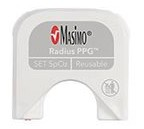 Masimo®
Radius PPG™
SET SpO2 | Reusable